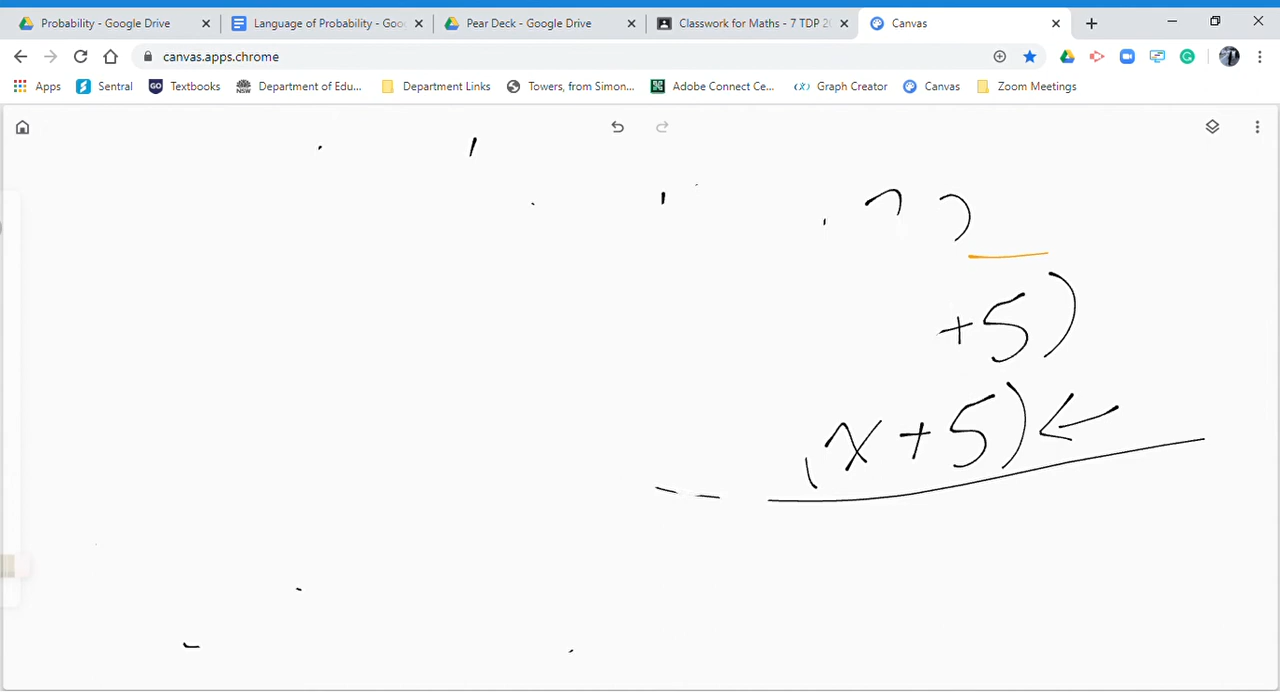 Probability - Google Drive
Language of Probability - Goo
Pear Deck - Google Drive
Classwork for Maths - 7 TDP 20
Canvas
canvas.apps.chrome
Apps
Sentral
GO
Textbooks
Department of Edu...
Department Links
Towers, from Simon...
Adobe Connect Ce...
(x)
Graph Creator
Canvas
Zoom Meetings
+5)
(x+5)←